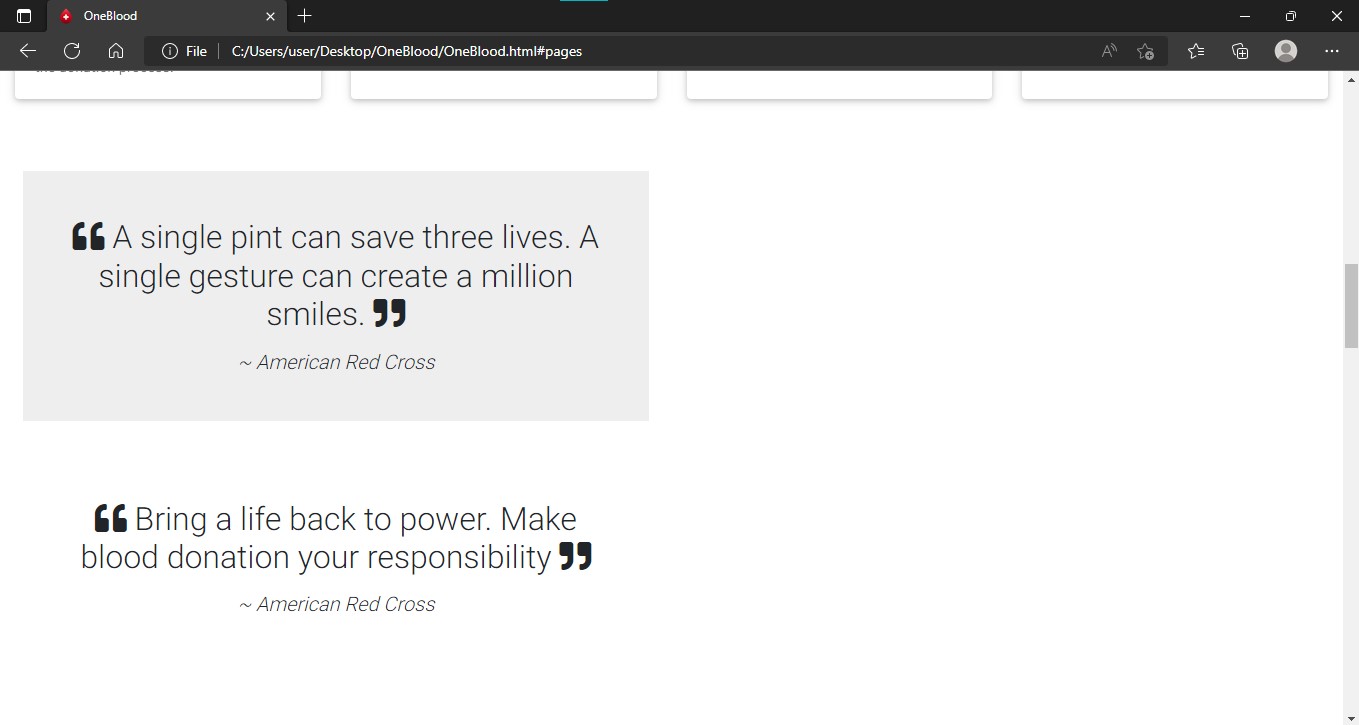 OneBlood
File
C:/Users/user/Desktop/OneBlood/OneBlood.html#pages
❝ A single pint can save three lives. A
single gesture can create a million
smiles. ❞
~ American Red Cross
❝ Bring a life back to power. Make
blood donation your responsibility ❞
~ American Red Cross